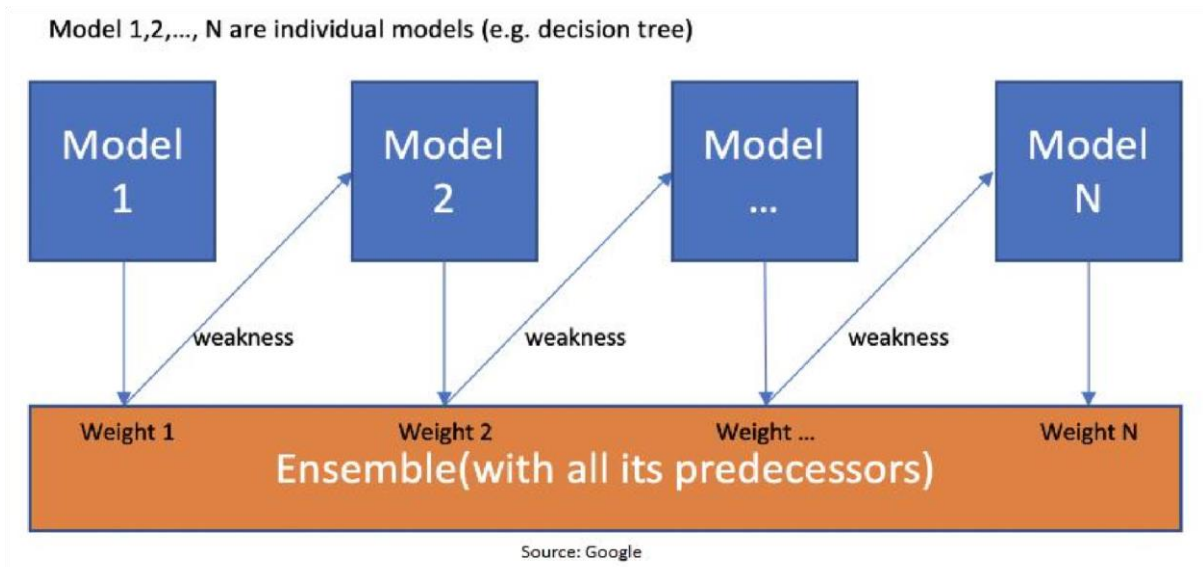 Model 1,2,..., N are individual models (e.g. decision tree)
Model
1
Model
2
Model
...
Model
N
weakness
weakness
weakness
Weight 1
Weight 2
Weight ...
Weight N
Ensemble(with all its predecessors)
Source: Google